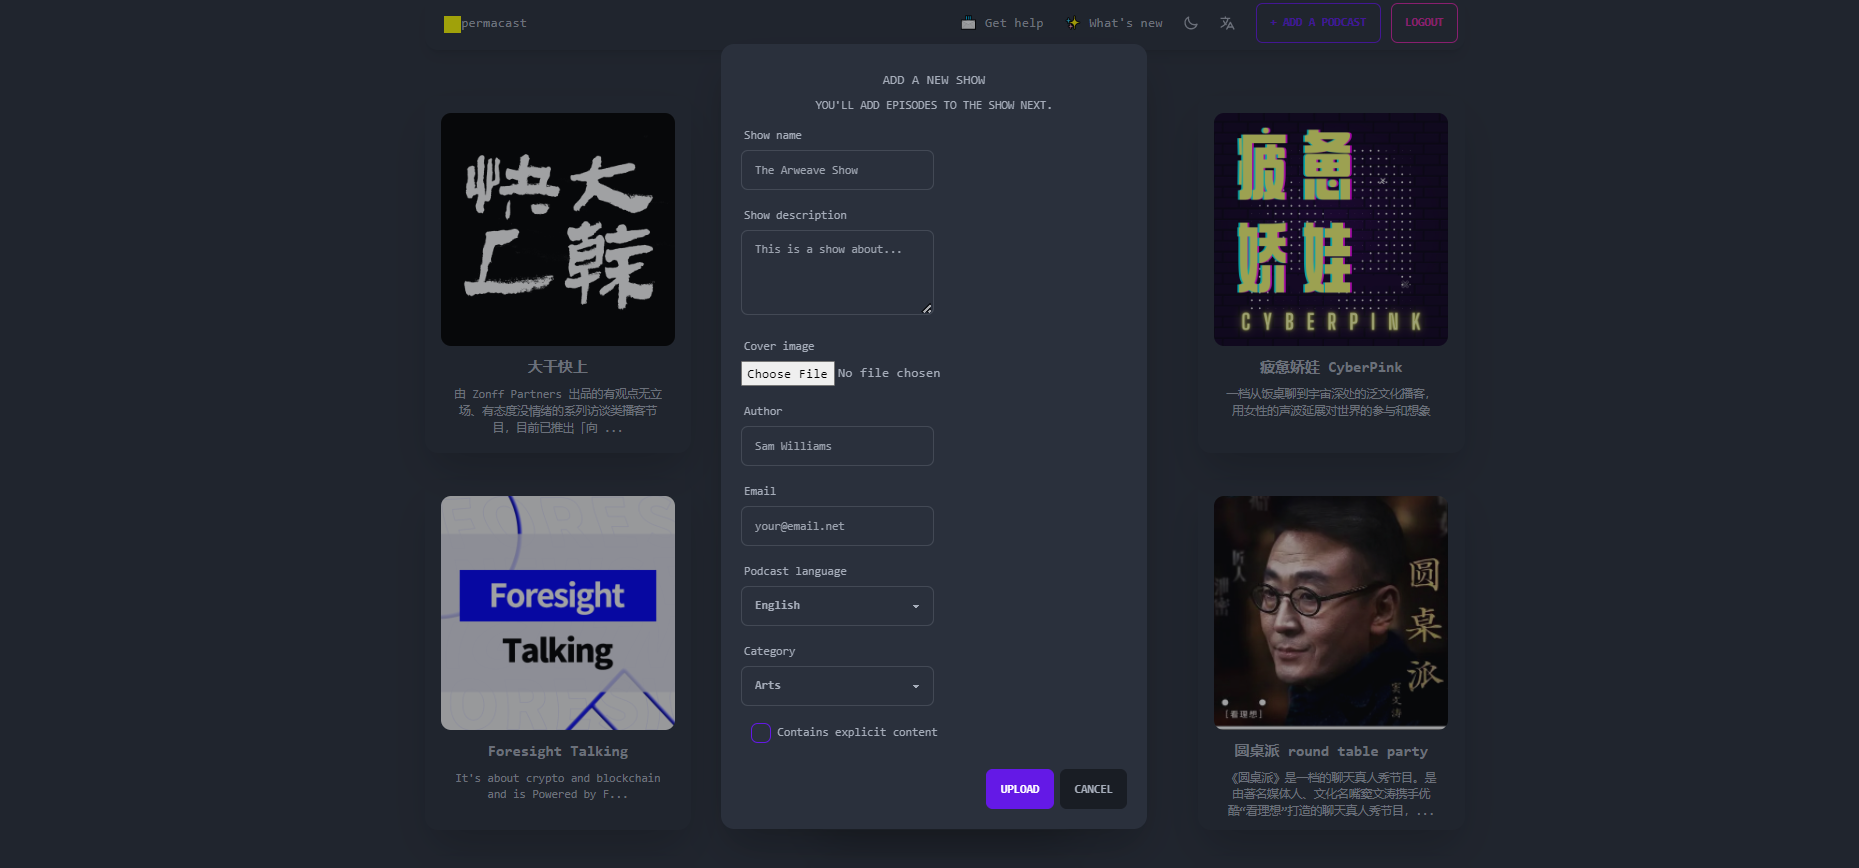 permacast
Get help
What's new
+ ADD A PODCAST
LOGOUT
快大
上幹
大干快上
由 Zonff Partners 出品的有观点无立
场、有态度没情绪的系列访谈类播客节
目，目前已推出「向 ...
FORES
Foresight
Talking
Foresight Talking
It's about crypto and blockchain
and is Powered by F...
ADD A NEW SHOW
YOU'LL ADD EPISODES TO THE SHOW NEXT.
Show name
The Arweave Show
Show description
This is a show about...
Cover image
Choose File No file chosen
Author
Sam Williams
Email
your@email.net
Podcast language
English
Category
Arts
Contains explicit content
UPLOAD
CANCEL
疲惫
娇娃
CYBERPINK
疲惫娇娃 CyberPink
一档从饭桌聊到宇宙深处的泛文化播客，
用女性的声波延展对世界的参与和想象
圆桌派
窦文涛
[看理想]
圆桌派 round table party
《圆桌派》是一档的聊天真人秀节目。是
由著名媒体人、文化名嘴窦文涛携手优
酷“看理想”打造的聊天真人秀节目，...